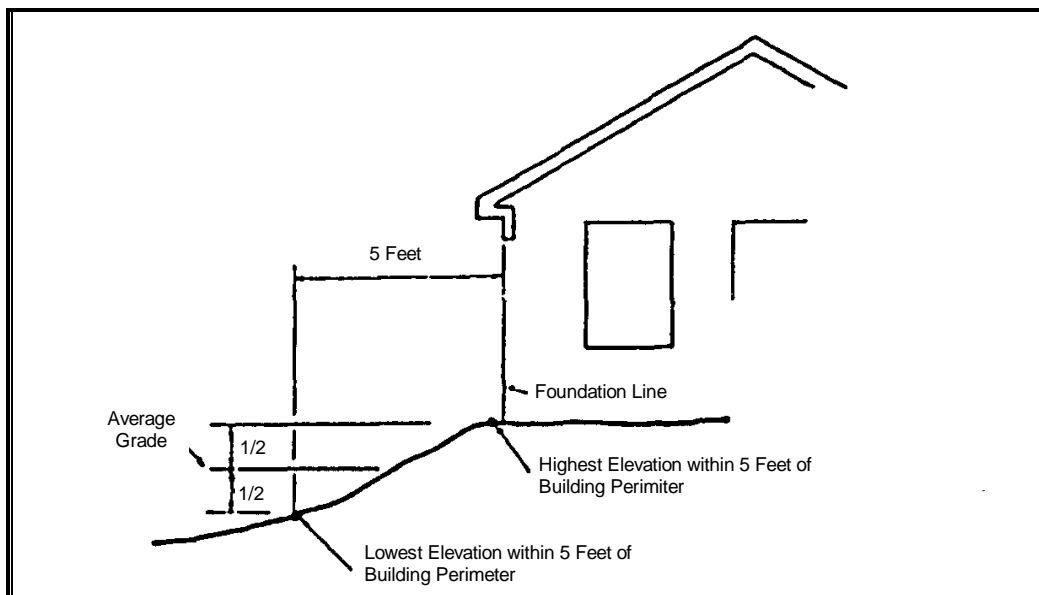 5 Feet
Foundation Line
Average
Grade
1/2
1/2
Highest Elevation within 5 Feet of
Building Perimiter
Lowest Elevation within 5 Feet of
Building Perimeter